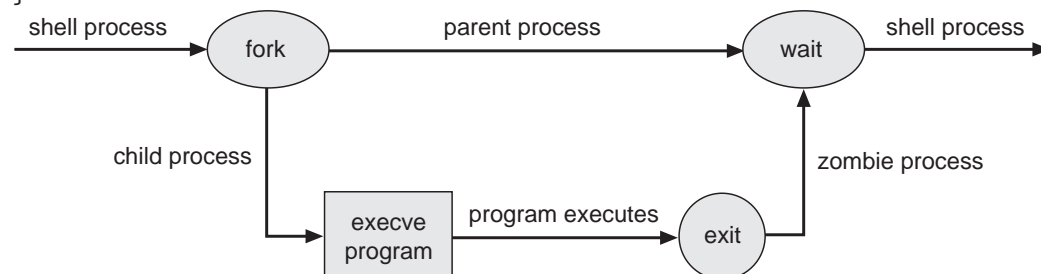 shell process
fork
parent process
wait
shell process
child process
zombie process
execve
program
program executes
exit